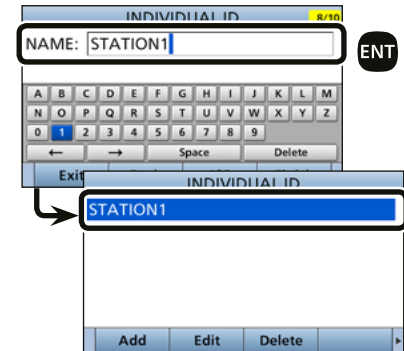 INDIVIDUAL ID 8/10
NAME: STATION1
ENT
A B C D E F G H I J K L M
N O P Q R S T U V W X Y Z
0 1 2 3 4 5 6 7 8 9
← → Space Delete
Exit
INDIVIDUAL ID
STATION1
Add Edit Delete